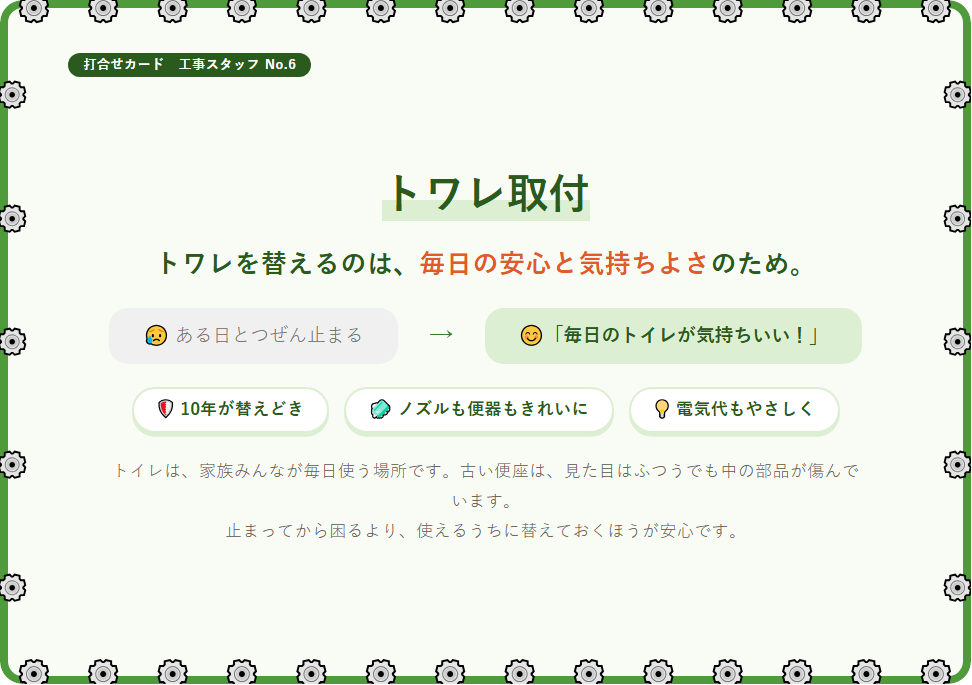 打合せカード　工事スタッフ No.6
トワレ取付
トワレを替えるのは、毎日の安心と気持ちよさのため。
ある日とつぜん止まる → 「毎日のトイレが気持ちいい！」
10年が替えどき ノズルも便器もきれいに 電気代もやさしく
トイレは、家族みんなが毎日使う場所です。古い便座は、見た目はふつうでも中の部品が傷んで
います。
止まってから困るより、使えるうちに替えておくほうが安心です。